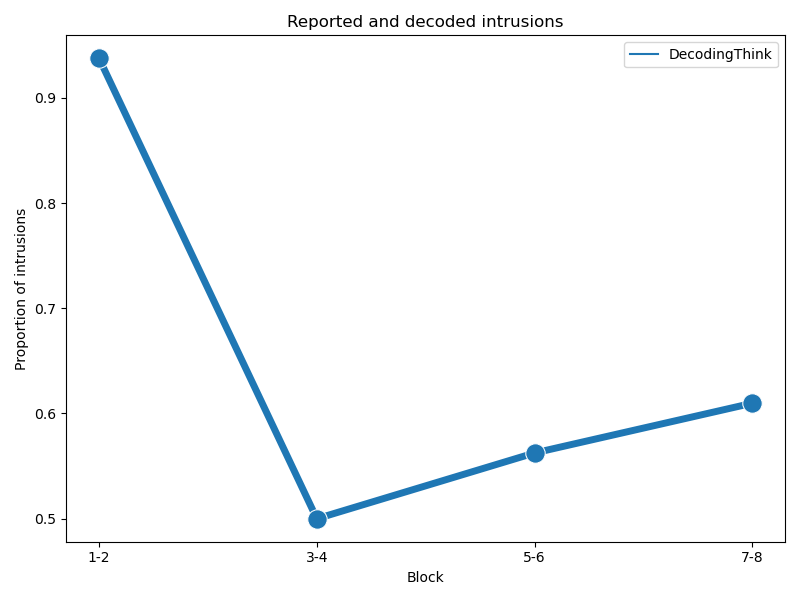 Reported and decoded intrusions
DecodingThink
Proportion of intrusions
0.9
0.8
0.7
0.6
0.5
1-2
3-4
5-6
7-8
Block